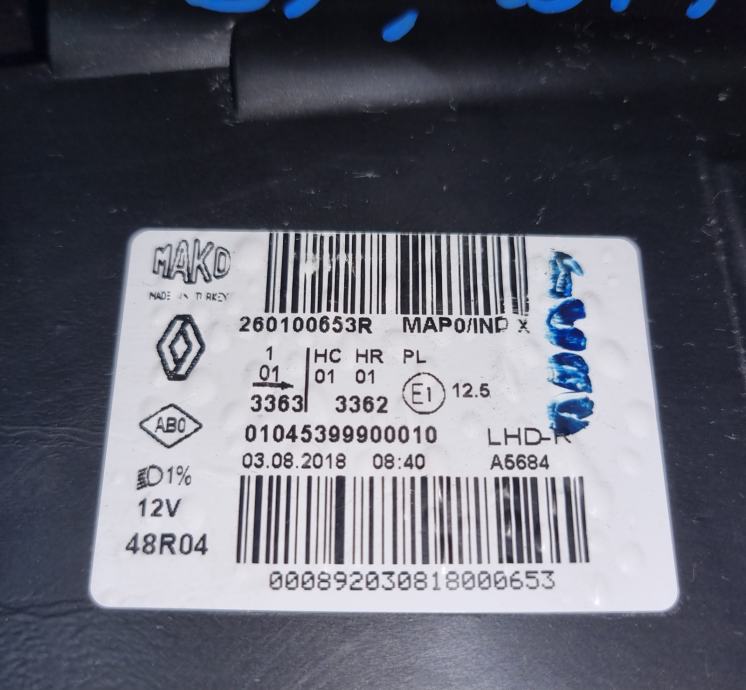 MAKO
MADE IN TURKEY
260100653R MAP0/IND X
1 HC HR PL
01 01 01
3363 3362 E1 12.5
01045399900010 LHD-R
ABO
03.08.2018 08:40 A5684
1%
12V
48R04
000892030818000653